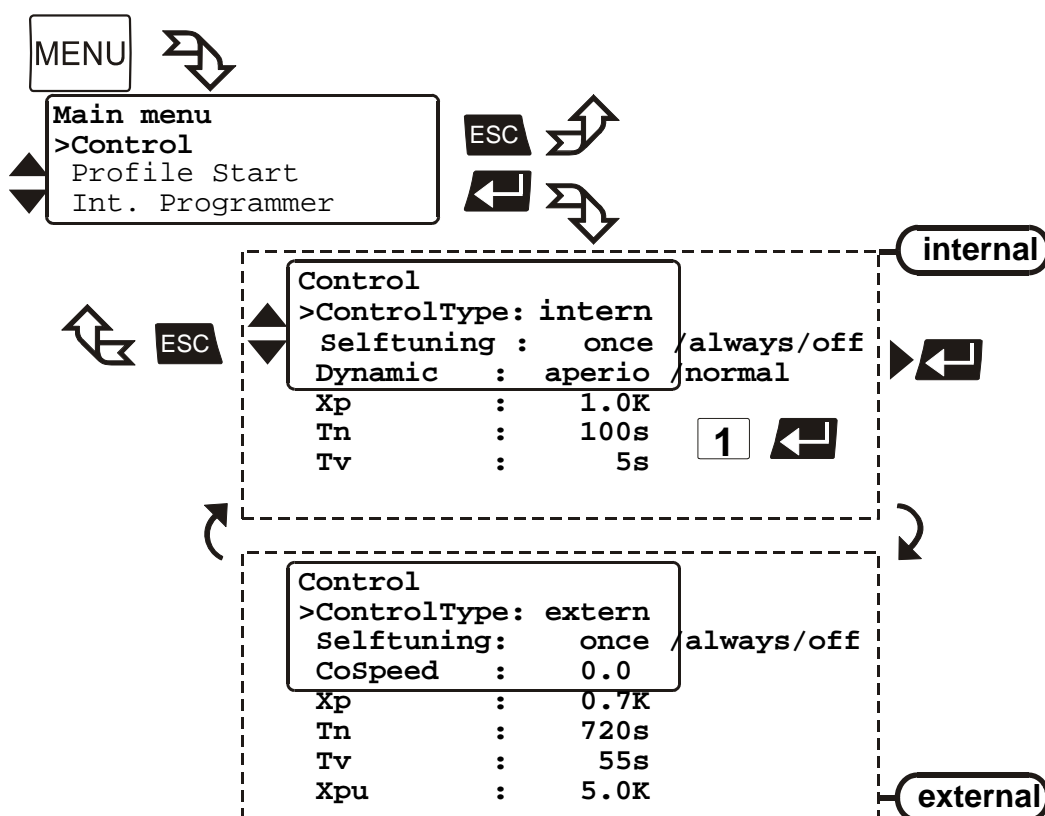 MENU
Main menu
>Control
Profile Start
Int. Programmer
ESC
internal
Control
>ControlType: intern
Selftuning : once /always/off
Dynamic : aperio /normal
Xp : 1.0K
Tn : 100s
Tv : 5s
ESC
1
Control
>ControlType: extern
Selftuning: once /always/off
CoSpeed : 0.0
Xp : 0.7K
Tn : 720s
Tv : 55s
Xpu : 5.0K
external